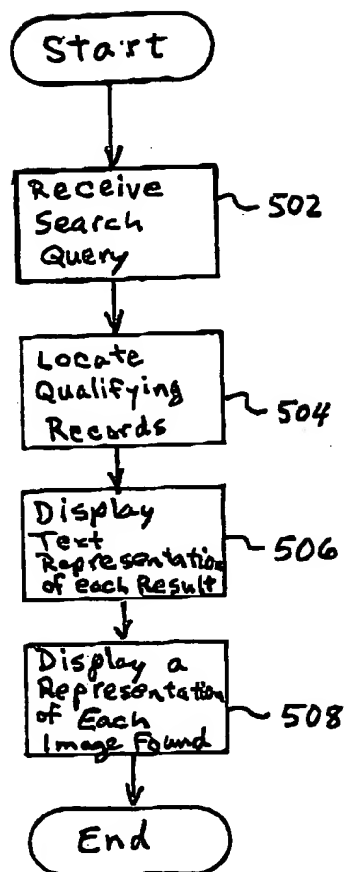 Start
Receive
Search
Query
502
Locate
Qualifying
Records
504
Display
Text
Representation
of each Result
506
Display a
Representation
of Each
Image Found
508
End